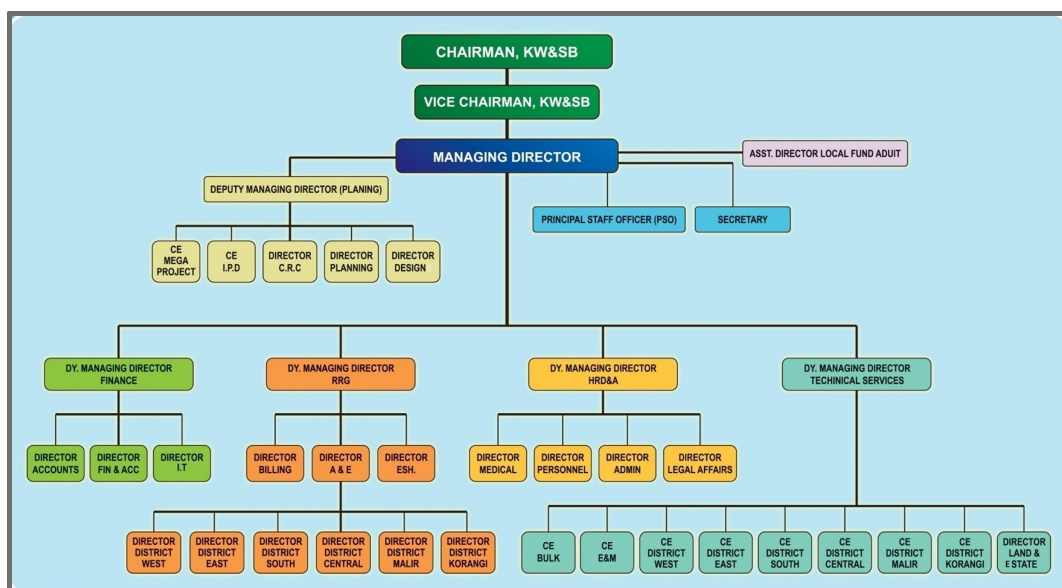 CHAIRMAN, KW&SB
VICE CHAIRMAN, KW&SB
MANAGING DIRECTOR
ASST. DIRECTOR LOCAL FUND ADUIT
DEPUTY MANAGING DIRECTOR (PLANING)
PRINCIPAL STAFF OFFICER (PSO)
SECRETARY
CE
MEGA
PROJECT
CE
I.P.D
DIRECTOR
C.R.C
DIRECTOR
PLANNING
DIRECTOR
DESIGN
DY. MANAGING DIRECTOR
FINANCE
DY. MANAGING DIRECTOR
RRG
DY. MANAGING DIRECTOR
HRD&A
DY. MANAGING DIRECTOR
TECHINICAL SERVICES
DIRECTOR
ACCOUNTS
DIRECTOR
FIN & ACC
DIRECTOR
I.T
DIRECTOR
BILLING
DIRECTOR
A & E
DIRECTOR
ESH.
DIRECTOR
MEDICAL
DIRECTOR
PERSONNEL
DIRECTOR
ADMIN
DIRECTOR
LEGAL AFFAIRS
DIRECTOR
DISTRICT
WEST
DIRECTOR
DISTRICT
EAST
DIRECTOR
DISTRICT
SOUTH
DIRECTOR
DISTRICT
CENTRAL
DIRECTOR
DISTRICT
MALIR
DIRECTOR
DISTRICT
KORANGI
CE
BULK
CE
E&M
CE
DISTRICT
WEST
CE
DISTRICT
EAST
CE
DISTRICT
SOUTH
CE
DISTRICT
CENTRAL
CE
DISTRICT
MALIR
CE
DISTRICT
KORANGI
DIRECTOR
LAND &
E STATE